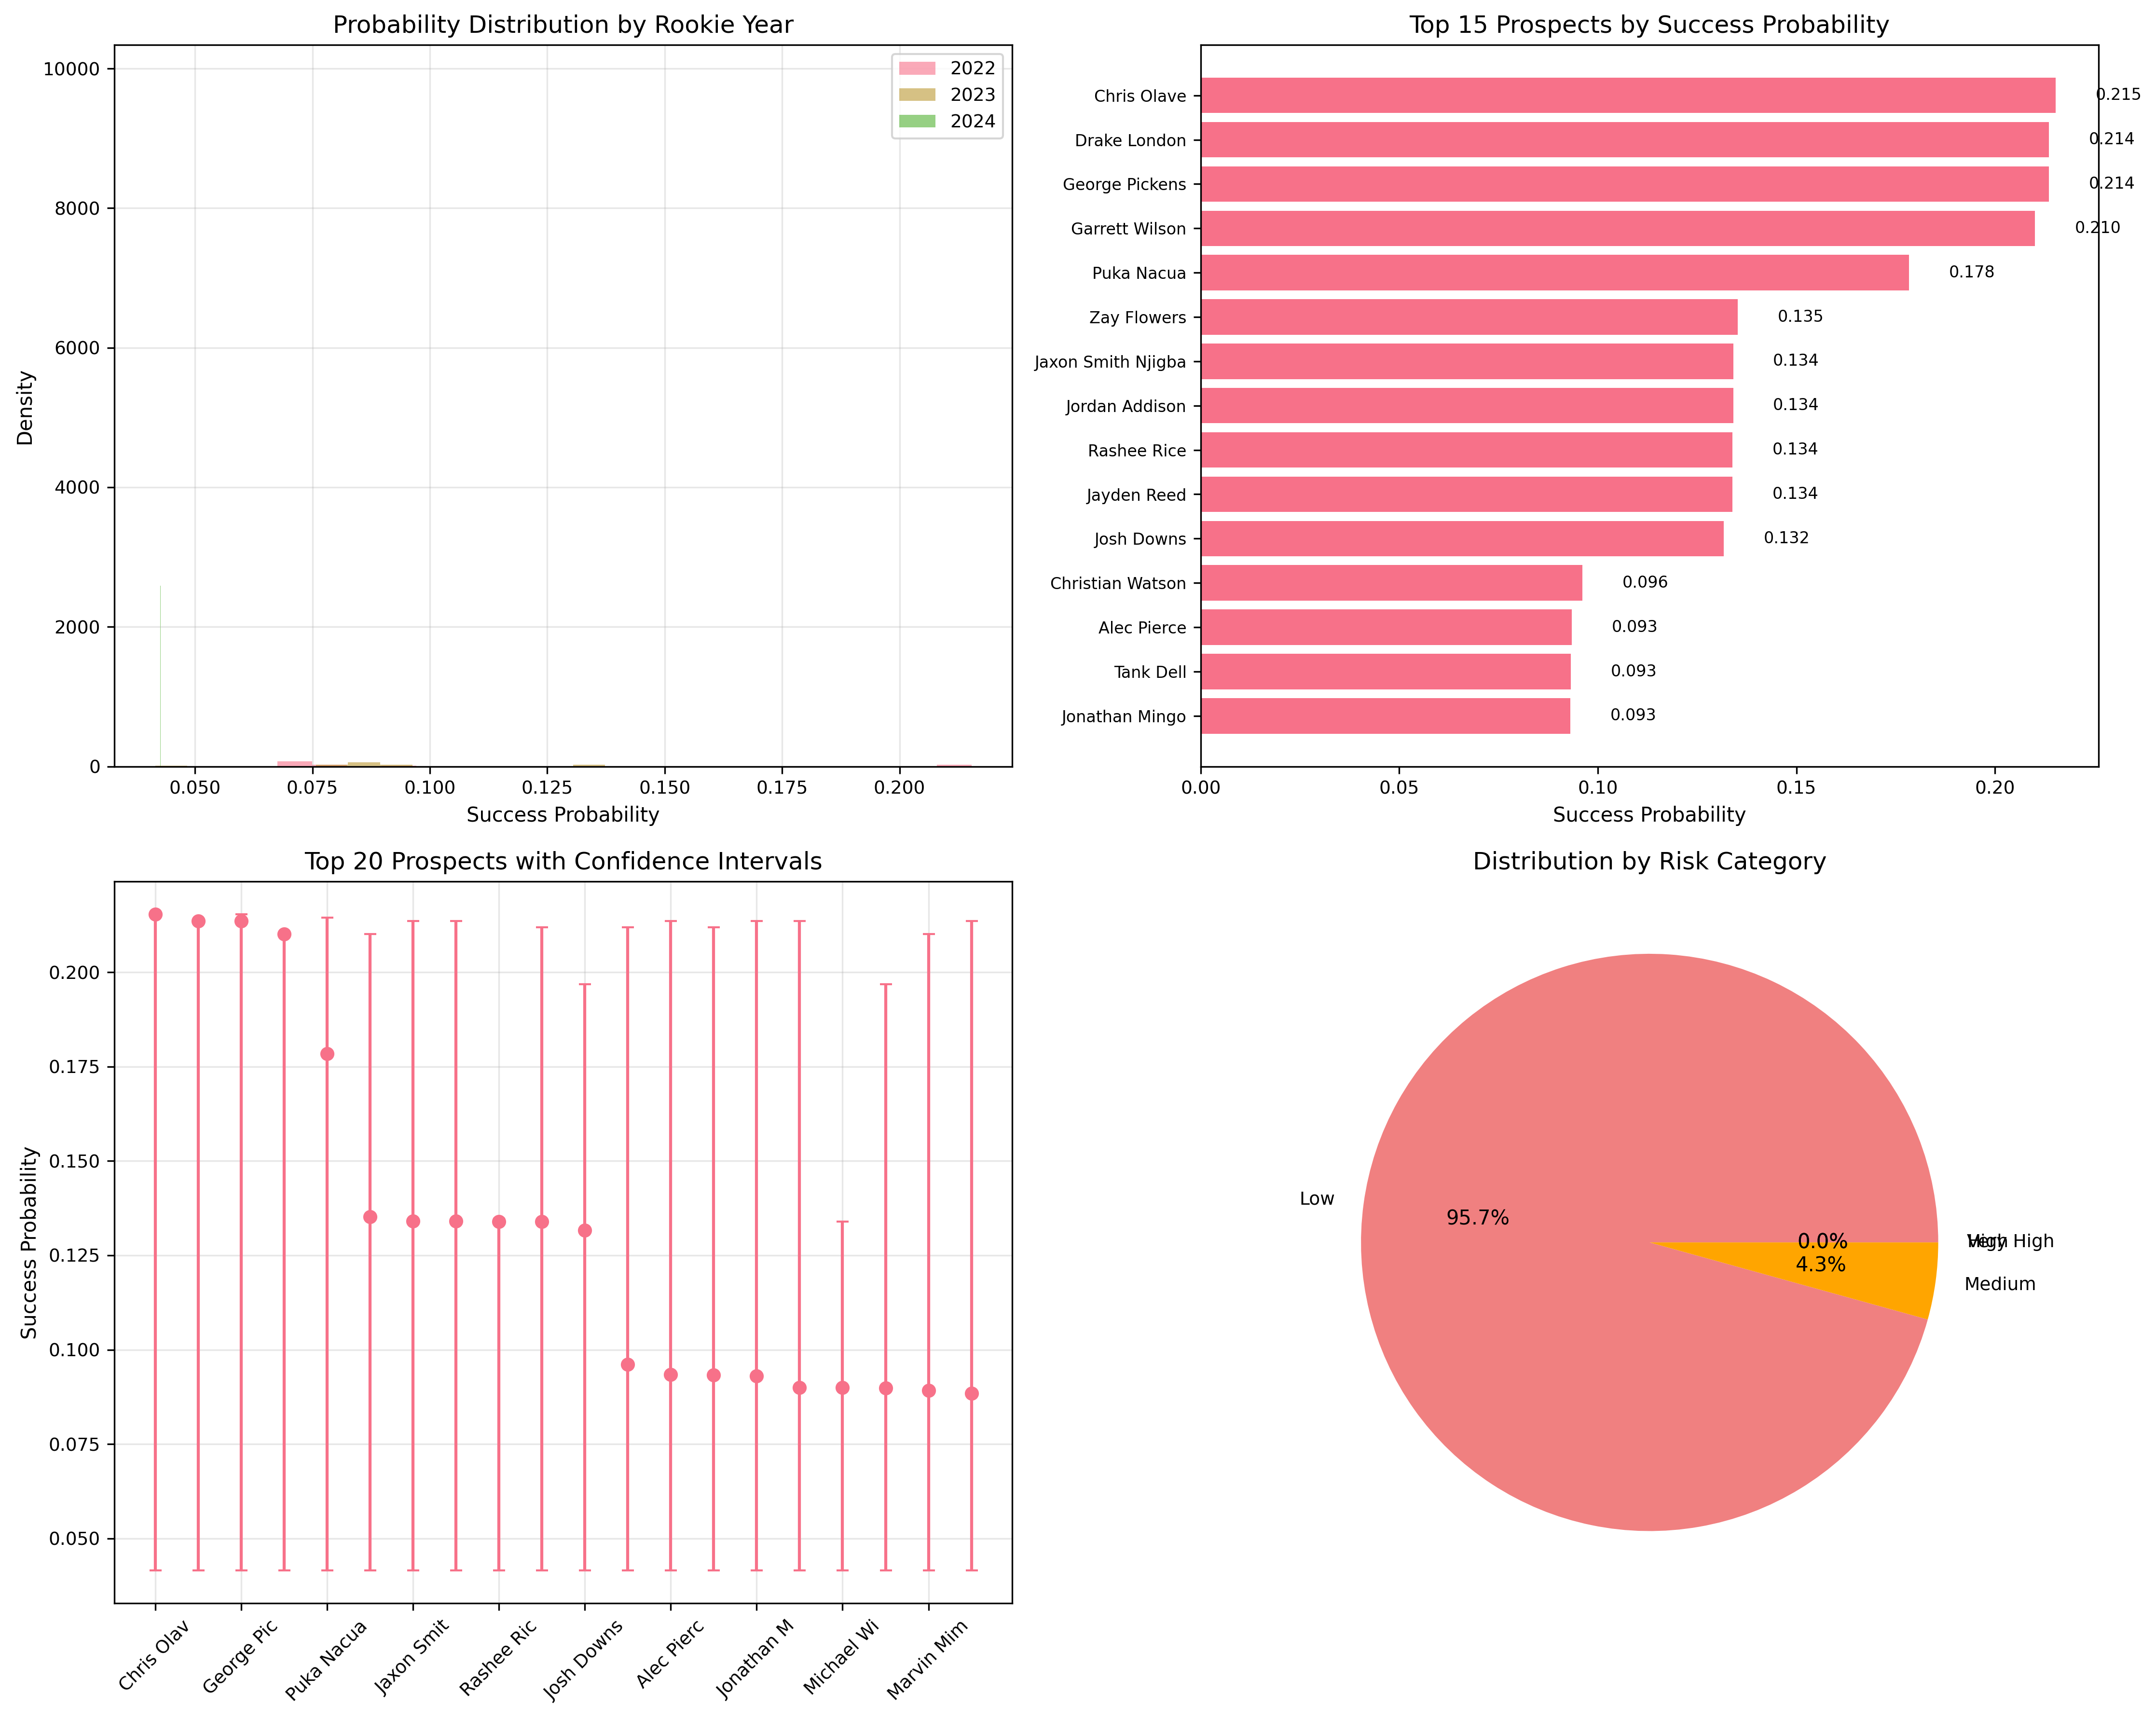 Probability Distribution by Rookie Year
10000
8000
6000
4000
2000
0
Density
0.050 0.075 0.100 0.125 0.150 0.175 0.200
Success Probability
2022
2023
2024
Top 15 Prospects by Success Probability
Chris Olave 0.215
Drake London 0.214
George Pickens 0.214
Garrett Wilson 0.210
Puka Nacua 0.178
Zay Flowers 0.135
Jaxon Smith Njigba 0.134
Jordan Addison 0.134
Rashee Rice 0.134
Jayden Reed 0.134
Josh Downs 0.132
Christian Watson 0.096
Alec Pierce 0.093
Tank Dell 0.093
Jonathan Mingo 0.093
0.00 0.05 0.10 0.15 0.20
Success Probability
Top 20 Prospects with Confidence Intervals
0.200
0.175
0.150
0.125
0.100
0.075
0.050
Success Probability
Chris Olav
George Pic
Puka Nacua
Jaxon Smit
Rashee Ric
Josh Downs
Alec Pierc
Jonathan M
Michael Wi
Marvin Mim
Distribution by Risk Category
Low
95.7%
0.0%
High
Very High
4.3%
Medium